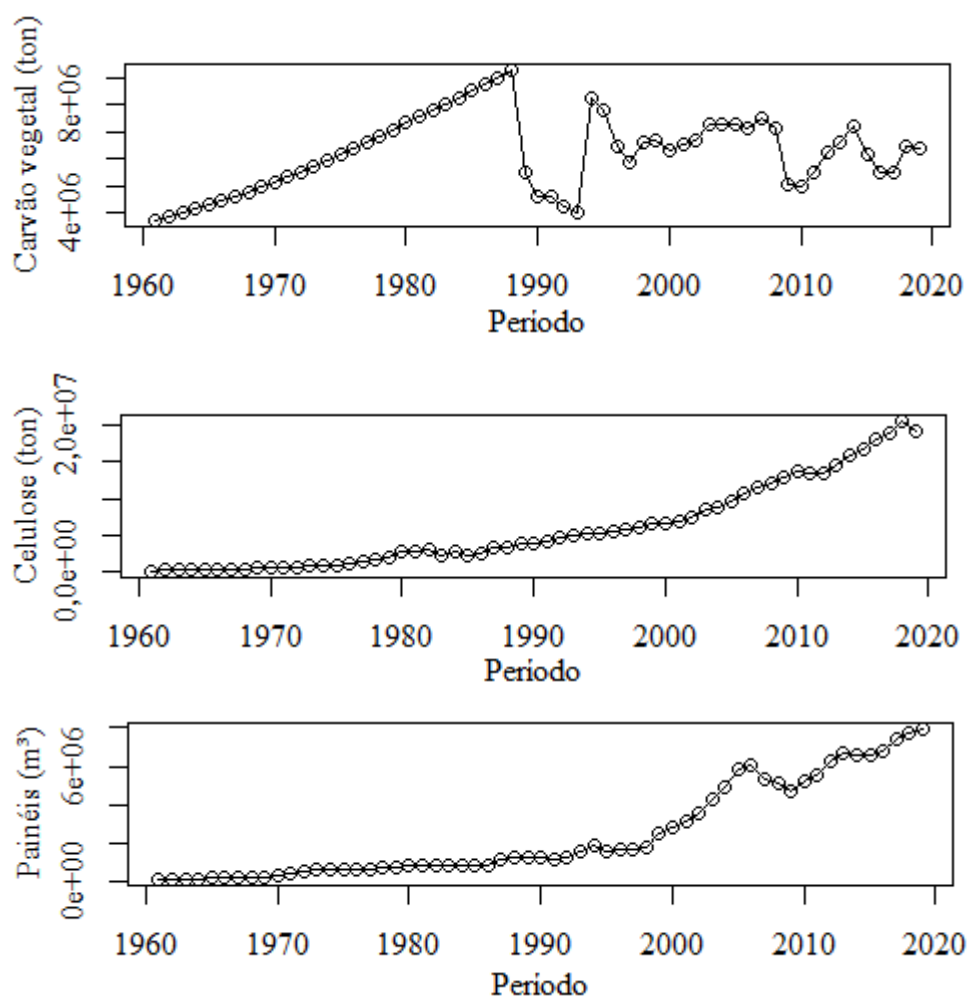 Carvão vegetal (ton)
4e+06 8e+06
1960 1970 1980 1990 2000 2010 2020
Período
Celulose (ton)
0,0e+00 2,0e+07
1960 1970 1980 1990 2000 2010 2020
Período
Painéis (m³)
0e+00 6e+06
1960 1970 1980 1990 2000 2010 2020
Período